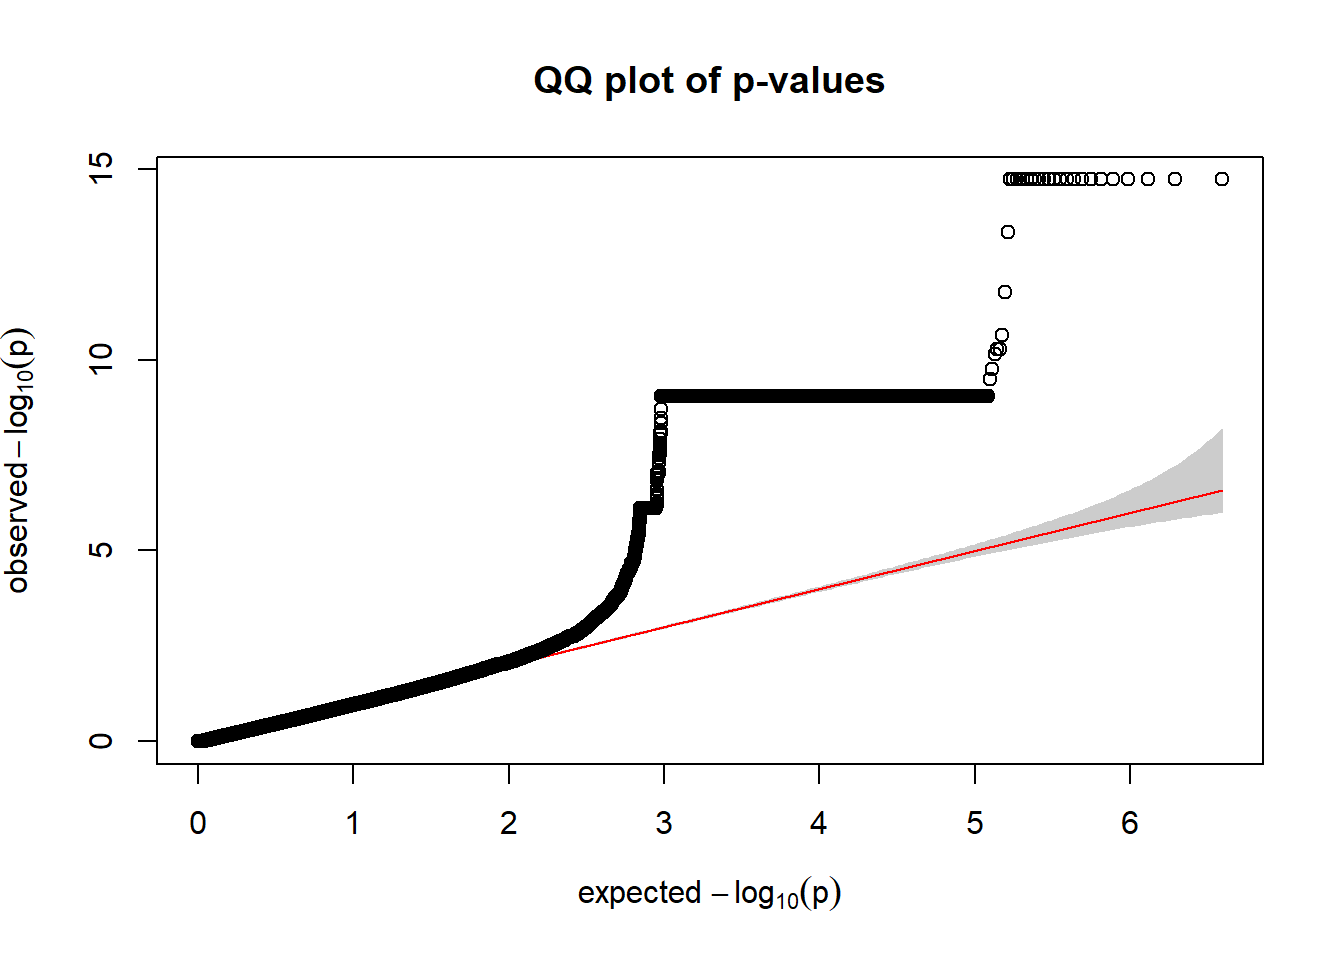 QQ plot of p-values
observed − log₁₀(p)
15
10
5
0
0 1 2 3 4 5 6
expected − log₁₀(p)